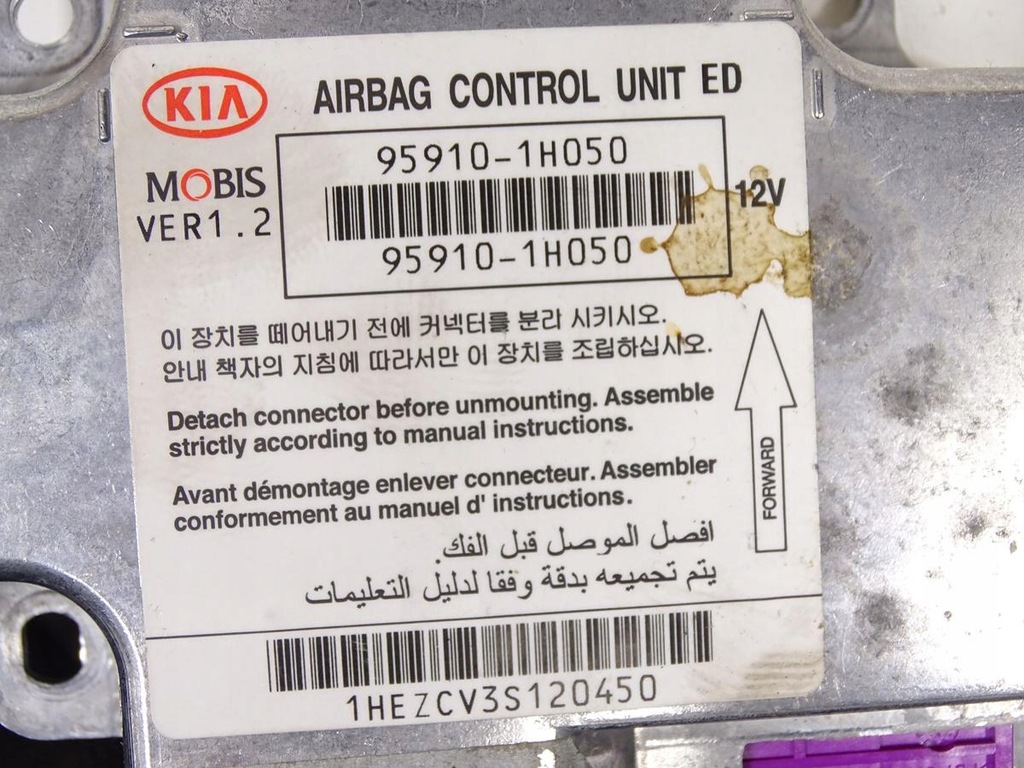 KIA
AIRBAG CONTROL UNIT ED
95910-1H050
MOBIS
VER1.2
12V
95910-1H050
이 장치를 떼어내기 전에 커넥터를 분라 시키시오.
안내 책자의 지침에 따라서만 이 장치를 조립하십시오.
Detach connector before unmounting. Assemble
strictly according to manual instructions.
Avant démontage enlever connecteur. Assembler
conformement au manuel d' instructions.
افصل الموصل قبل الفك.
يتم تجميعه بدقة وفقا لدليل التعليمات
FORWARD
1HEZCV3S120450